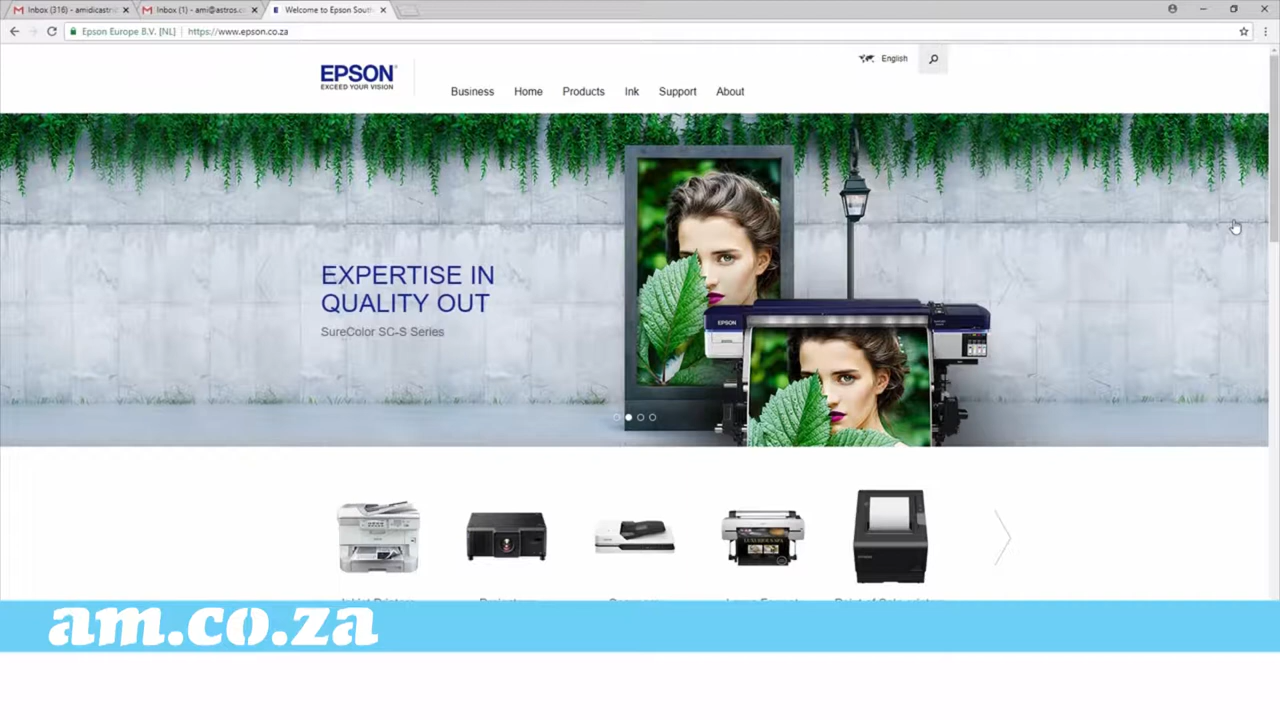 Inbox (316) - amidicastr
Inbox (1) - ami@astros.c
Welcome to Epson South
Epson Europe B.V. [NL]
https://www.epson.co.za
English
EPSON
EXCEED YOUR VISION
Business
Home
Products
Ink
Support
About
EXPERTISE IN
QUALITY OUT
SureColor SC-S Series
EPSON
am.co.za